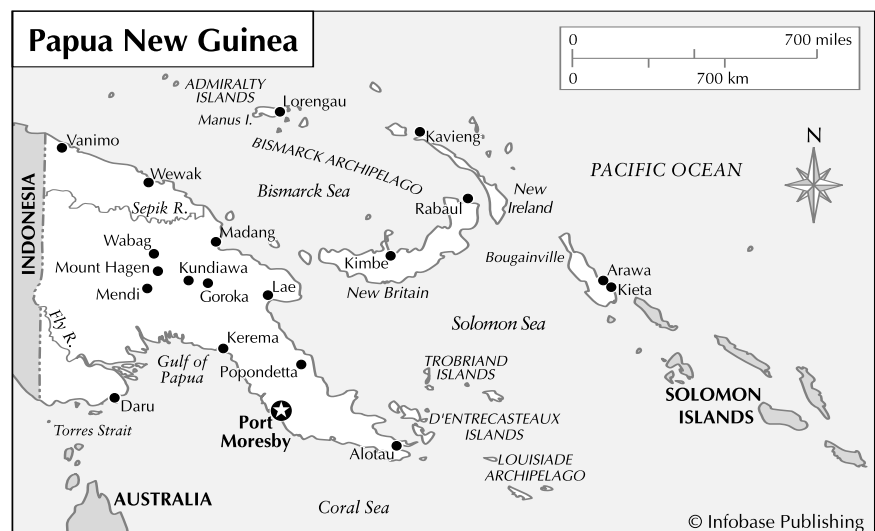 Papua New Guinea
0 700 miles
0 700 km
ADMIRALTY
ISLANDS
Lorengau
Manus I.
Kavieng
Vanimo
BISMARCK ARCHIPELAGO
N
PACIFIC OCEAN
Wewak
Bismarck Sea
New
Ireland
Rabaul
Sepik R.
INDONESIA
Madang
Wabag
Mount Hagen
Kundiawa
Mendi
Goroka
Lae
Kimbe
New Britain
Bougainville
Arawa
Kieta
Fly R.
Solomon Sea
Kerema
Gulf of
Papua
Popondetta
TROBRIAND
ISLANDS
SOLOMON
ISLANDS
Daru
Torres Strait
Port
Moresby
D'ENTRECASTEAUX
ISLANDS
Alotau
LOUISIADE
ARCHIPELAGO
AUSTRALIA
Coral Sea
© Infobase Publishing